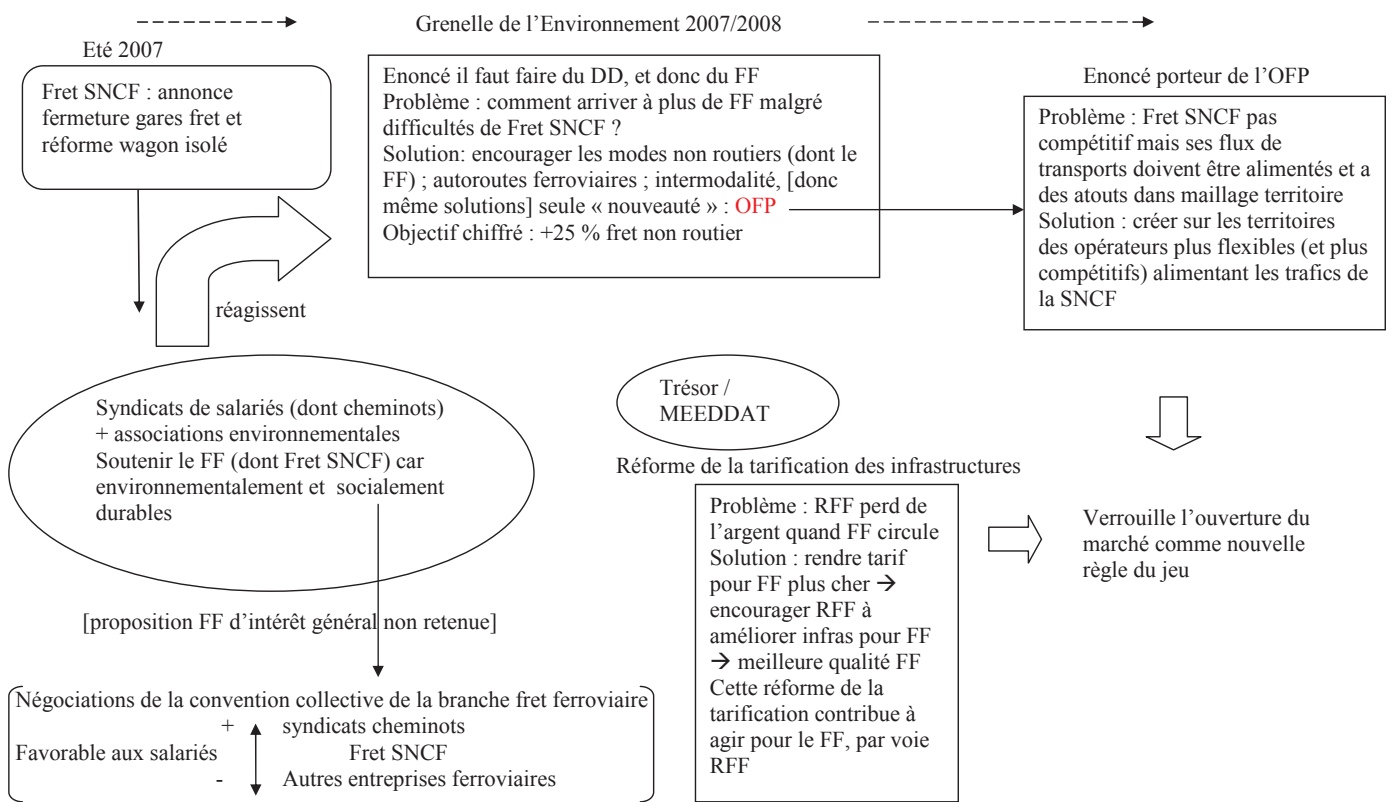 Grenelle de l’Environnement 2007/2008
Eté 2007
Fret SNCF : annonce
fermeture gares fret et
réforme wagon isolé
Enoncé il faut faire du DD, et donc du FF
Problème : comment arriver à plus de FF malgré
difficultés de Fret SNCF ?
Solution: encourager les modes non routiers (dont le
FF) ; autoroutes ferroviaires ; intermodalité, [donc
même solutions] seule « nouveauté » : OFP
Objectif chiffré : +25 % fret non routier
Enoncé porteur de l’OFP
Problème : Fret SNCF pas
compétitif mais ses flux de
transports doivent être alimentés et a
des atouts dans maillage territoire
Solution : créer sur les territoires
des opérateurs plus flexibles (et plus
compétitifs) alimentant les trafics de
la SNCF
réagissent
Syndicats de salariés (dont cheminots)
+ associations environnementales
Soutenir le FF (dont Fret SNCF) car
environnementalement et socialement
durables
Trésor /
MEEDDAT
Réforme de la tarification des infrastructures
Problème : RFF perd de
l’argent quand FF circule
Solution : rendre tarif
pour FF plus cher →
encourager RFF à
améliorer infras pour FF
→ meilleure qualité FF
Cette réforme de la
tarification contribue à
agir pour le FF, par voie
RFF
Verrouille l’ouverture du
marché comme nouvelle
règle du jeu
[proposition FF d’intérêt général non retenue]
Négociations de la convention collective de la branche fret ferroviaire
+ syndicats cheminots
Favorable aux salariés Fret SNCF
- Autres entreprises ferroviaires